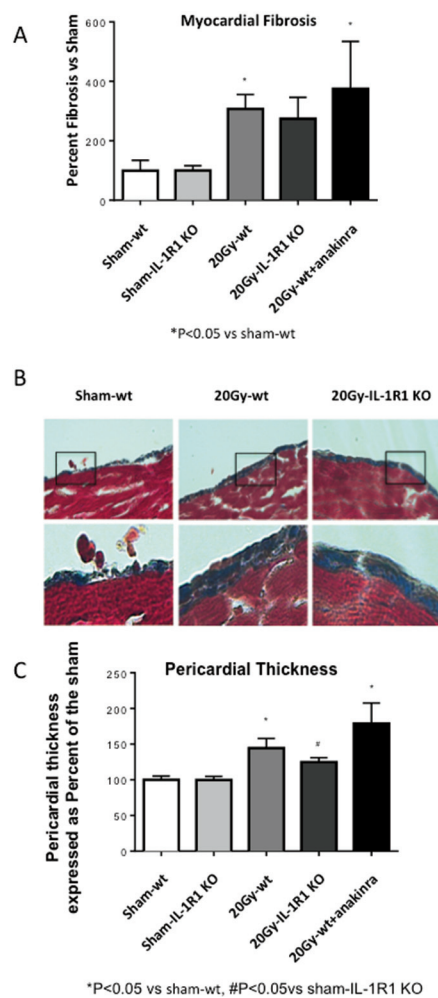 A
Myocardial Fibrosis
Percent Fibrosis vs Sham
600
400
200
0
*
*
Sham-wt
Sham-IL-1R1 KO
20Gy-wt
20Gy-IL-1R1 KO
20Gy-wt+anakinra
*P<0.05 vs sham-wt
B
Sham-wt
20Gy-wt
20Gy-IL-1R1 KO
C
Pericardial Thickness
Pericardial thickness
expressed as Percent of the sham
250
200
150
100
50
0
*
#
*
Sham-wt
Sham-IL-1R1 KO
20Gy-wt
20Gy-IL-1R1 KO
20Gy-wt+anakinra
*P<0.05 vs sham-wt, #P<0.05vs sham-IL-1R1 KO